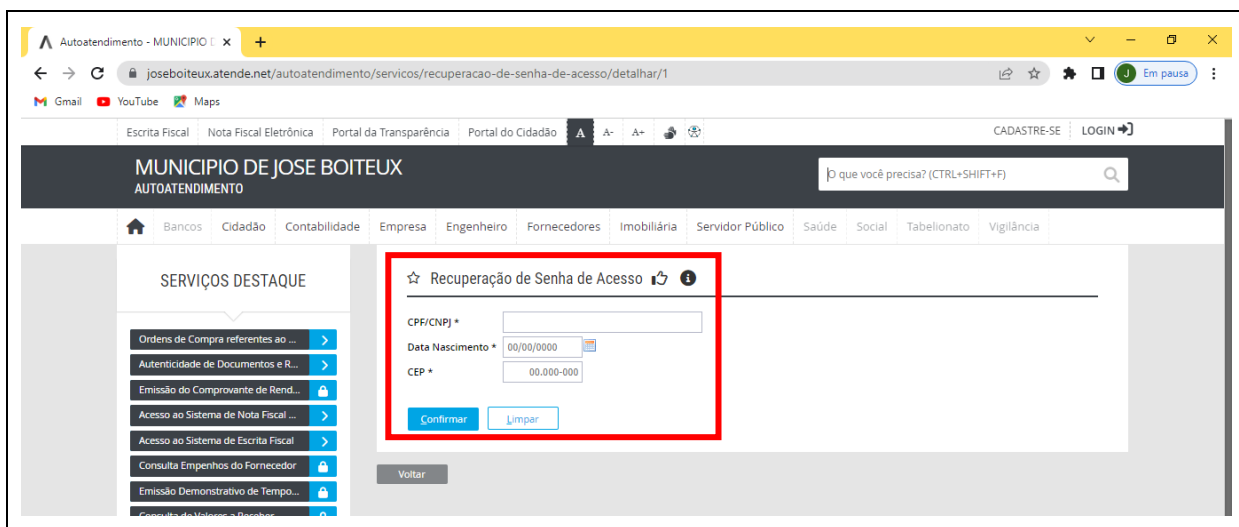 Autoatendimento - MUNICIPIO D
joseboiteux.atende.net/autoatendimento/servicos/recuperacao-de-senha-de-acesso/detalhar/1
J Em pausa
Gmail YouTube Maps
Escrita Fiscal Nota Fiscal Eletrônica Portal da Transparência Portal do Cidadão A A- A+ CADASTRE-SE LOGIN
MUNICIPIO DE JOSE BOITEUX
AUTOATENDIMENTO
O que você precisa? (CTRL+SHIFT+F)
Bancos Cidadão Contabilidade Empresa Engenheiro Fornecedores Imobiliária Servidor Público Saúde Social Tabelionato Vigilância
SERVIÇOS DESTAQUE
Ordens de Compra referentes ao ...
Autenticidade de Documentos e R...
Emissão do Comprovante de Rend...
Acesso ao Sistema de Nota Fiscal ...
Acesso ao Sistema de Escrita Fiscal
Consulta Empenhos do Fornecedor
Emissão Demonstrativo de Tempo...
Consulta de Valores a Receber
Recuperação de Senha de Acesso
CPF/CNPJ *
Data Nascimento * 00/00/0000
CEP * 00.000-000
Confirmar Limpar
Voltar